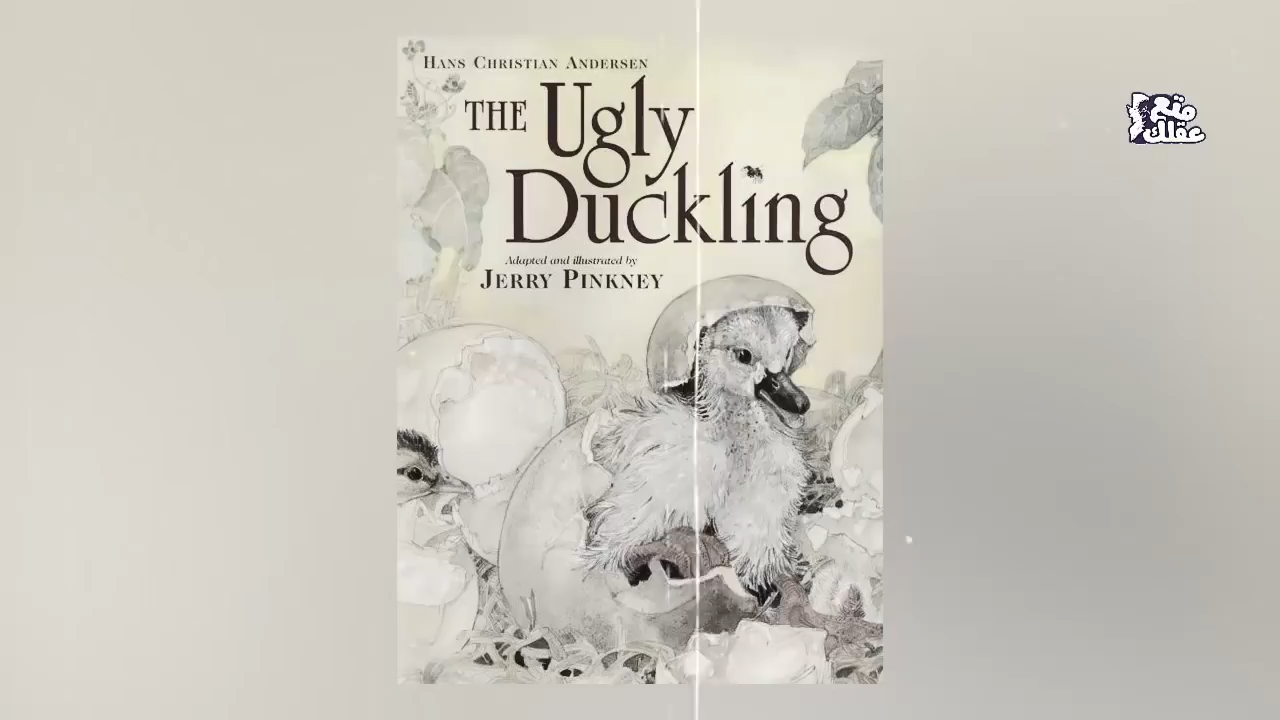 HANS CHRISTIAN ANDERSEN
THE Ugly
Duckling
Adapted and illustrated by
JERRY PINKNEY
متع
عقلك